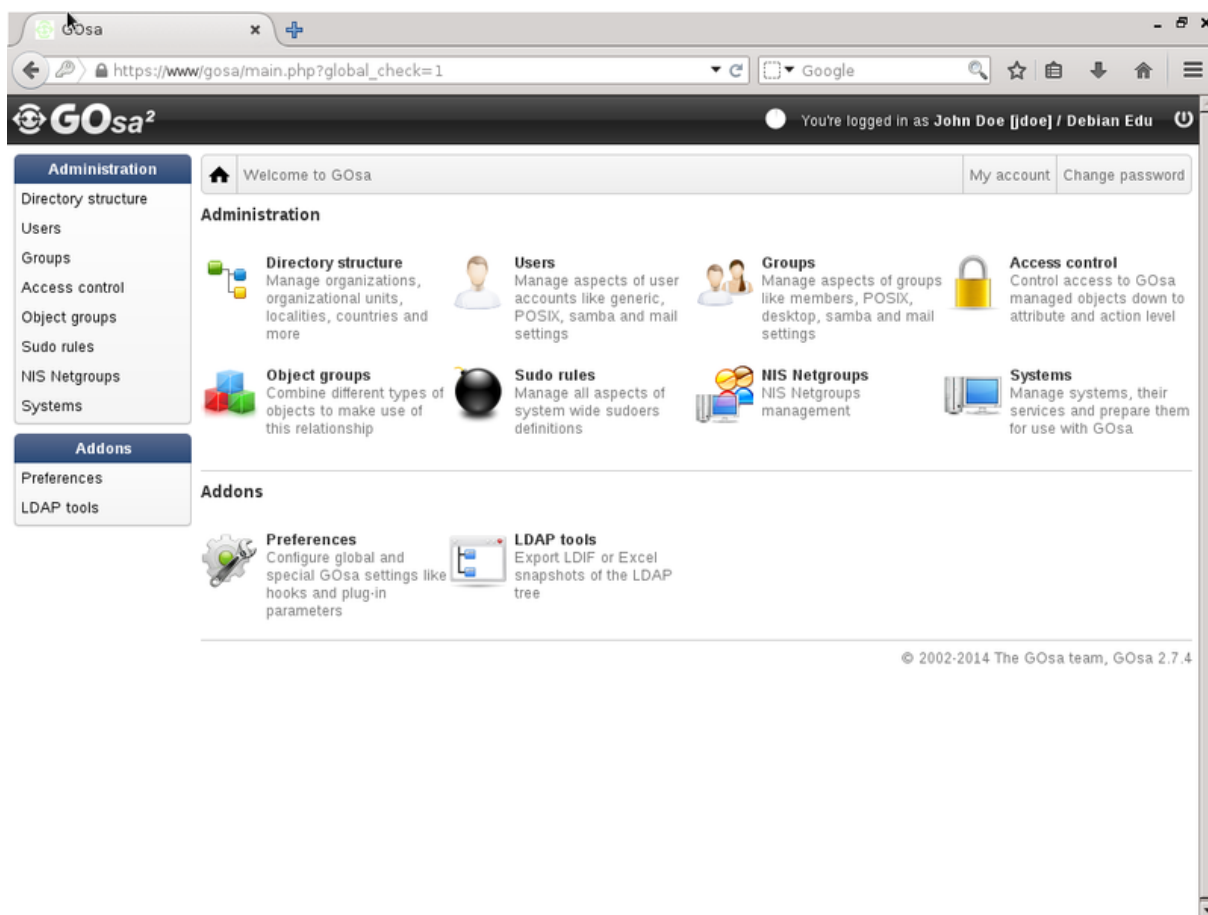 GOsa
https://www/gosa/main.php?global_check=1
Google
GOsa²
You're logged in as John Doe [jdoe] / Debian Edu
Administration
Directory structure
Users
Groups
Access control
Object groups
Sudo rules
NIS Netgroups
Systems
Addons
Preferences
LDAP tools
Welcome to GOsa
My account
Change password
Administration
Directory structure
Manage organizations,
organizational units,
localities, countries and
more
Users
Manage aspects of user
accounts like generic,
POSIX, samba and mail
settings
Groups
Manage aspects of groups
like members, POSIX,
desktop, samba and mail
settings
Access control
Control access to GOsa
managed objects down to
attribute and action level
Object groups
Combine different types of
objects to make use of
this relationship
Sudo rules
Manage all aspects of
system wide sudoers
definitions
NIS Netgroups
NIS Netgroups
management
Systems
Manage systems, their
services and prepare them
for use with GOsa
Addons
Preferences
Configure global and
special GOsa settings like
hooks and plug-in
parameters
LDAP tools
Export LDIF or Excel
snapshots of the LDAP
tree
© 2002-2014 The GOsa team, GOsa 2.7.4